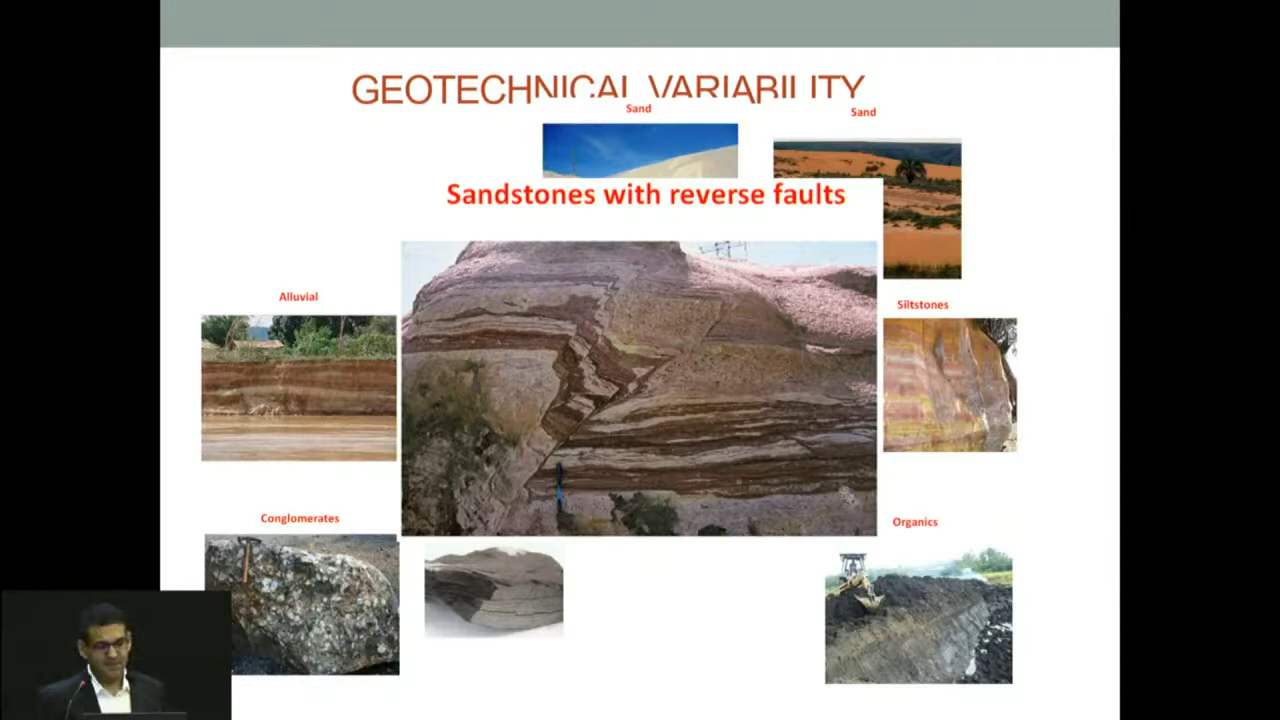 GEOTECHNICAL VARIABILITY
Sand
Sand
Sandstones with reverse faults
Alluvial
Siltstones
Conglomerates
Organics